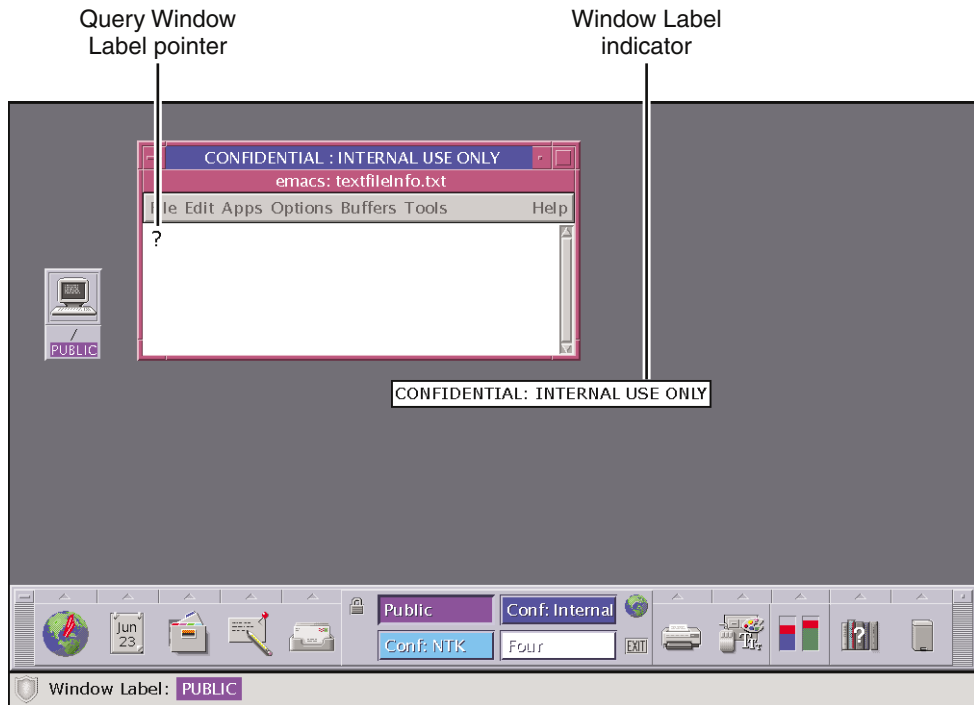 Query Window
Label pointer
Window Label
indicator
CONFIDENTIAL : INTERNAL USE ONLY
emacs: textfileInfo.txt
File Edit Apps Options Buffers Tools Help
?
/
PUBLIC
CONFIDENTIAL: INTERNAL USE ONLY
Jun
23
Public
Conf: Internal
Conf: NTK
Four
EXIT
?
Window Label: PUBLIC